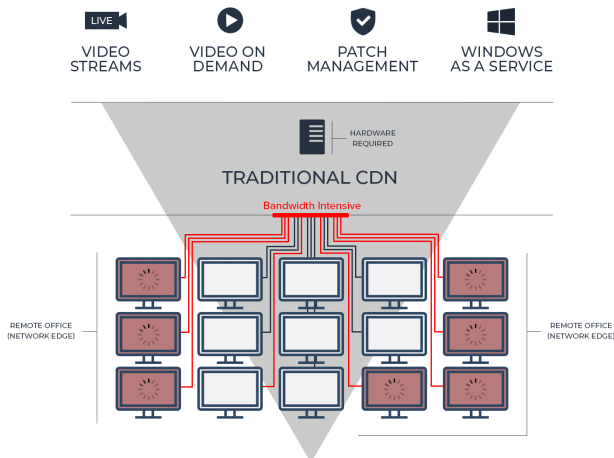 LIVE
VIDEO
STREAMS
VIDEO ON
DEMAND
PATCH
MANAGEMENT
WINDOWS
AS A SERVICE
HARDWARE
REQUIRED
TRADITIONAL CDN
Bandwidth Intensive
REMOTE OFFICE
(NETWORK EDGE)
REMOTE OFFICE
(NETWORK EDGE)